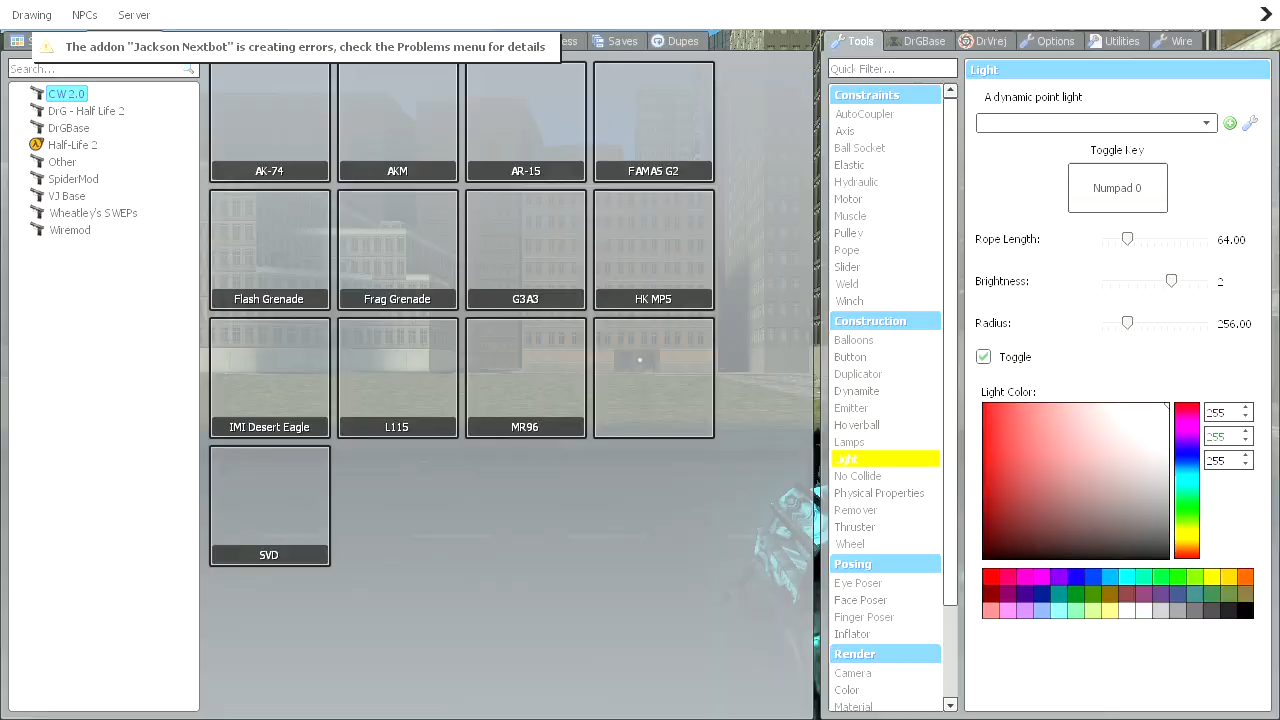 Drawing NPCs Server
The addon "Jackson Nextbot" is creating errors, check the Problems menu for details
Saves Dupes
Search...
CW 2.0
DrG - Half Life 2
DrGBase
Half-Life 2
Other
SpiderMod
VJ Base
Wheatley's SWEPs
Wiremod
AK-74 AKM AR-15 FAMAS G2
Flash Grenade Frag Grenade G3A3 HK MP5
IMI Desert Eagle L115 MR96
SVD
Tools DrGBase DrVrej Options Utilities Wire
Quick Filter...
Constraints
AutoCoupler
Axis
Ball Socket
Elastic
Hydraulic
Motor
Muscle
Pulley
Rope
Slider
Weld
Winch
Construction
Balloons
Button
Duplicator
Dynamite
Emitter
Hoverball
Lamps
Light
No Collide
Physical Properties
Remover
Thruster
Wheel
Posing
Eye Poser
Face Poser
Finger Poser
Inflator
Render
Camera
Color
Material
Light
A dynamic point light
Toggle Key
Numpad 0
Rope Length: 64.00
Brightness: 2
Radius: 256.00
Toggle
Light Color:
255
255
255